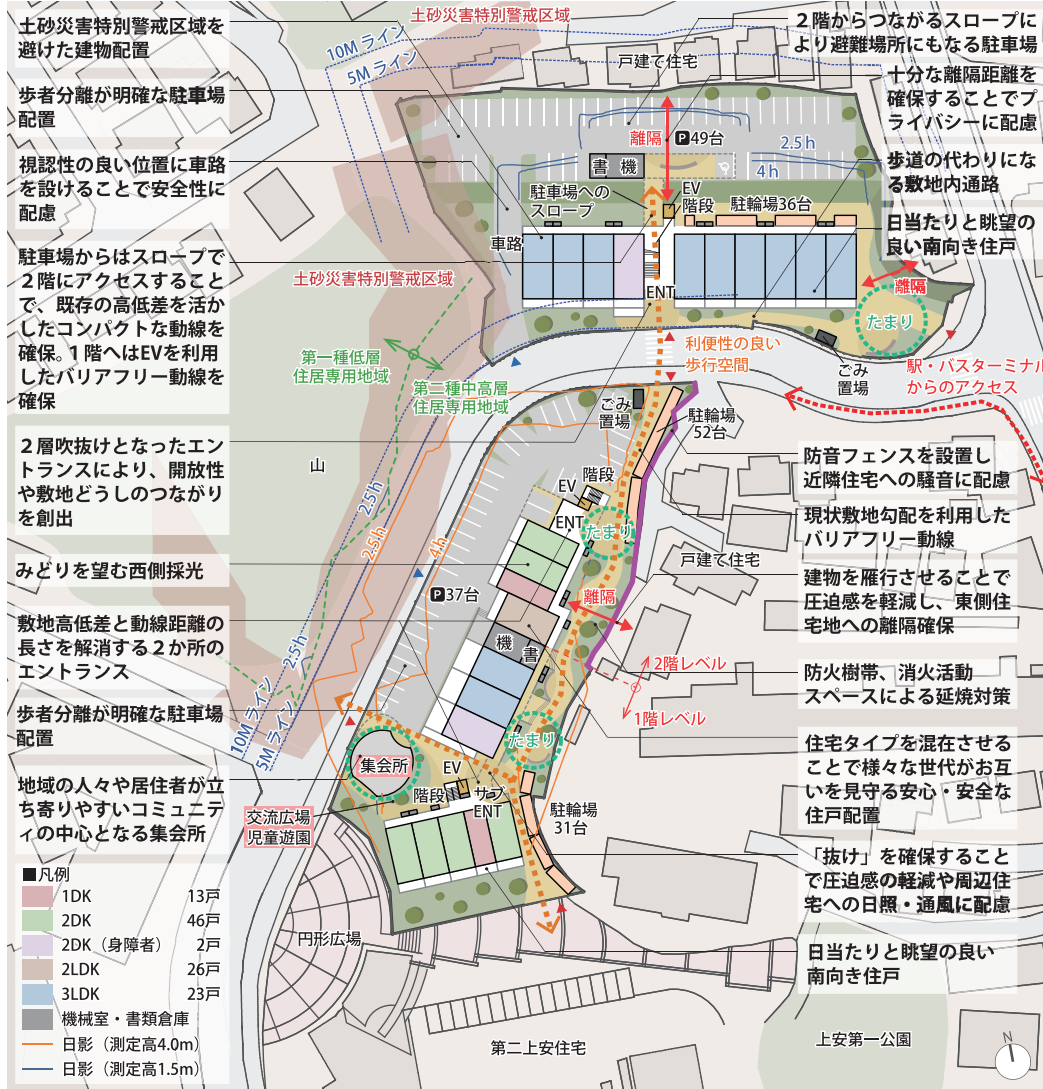 土砂災害特別警戒区域を
避けた建物配置
歩者分離が明確な駐車場
配置
視認性の良い位置に車路
を設けることで安全性に
配慮
駐車場からはスロープで
２階にアクセスすること
で、既存の高低差を活か
したコンパクトな動線を
確保。１階へはEVを利用
したバリアフリー動線を
確保
２層吹抜けとなったエン
トランスにより、開放性
や敷地どうしのつながり
を創出
みどりを望む西側採光
敷地高低差と動線距離の
長さを解消する２か所の
エントランス
歩者分離が明確な駐車場
配置
地域の人々や居住者が立
ち寄りやすいコミュニテ
ィの中心となる集会所
■凡例
1DK 13戸
2DK 46戸
2DK（身障者） 2戸
2LDK 26戸
3LDK 23戸
機械室・書類倉庫
日影（測定高4.0m）
日影（測定高1.5m）
土砂災害特別警戒区域
10M ライン
5M ライン
戸建て住宅
離隔
P49台
2.5h
4h
書 機
駐車場への
スロープ
EV
階段
駐輪場36台
車路
ENT
土砂災害特別警戒区域
離隔
たまり
ごみ
置場
利便性の良い
歩行空間
駅・バスターミナル
からのアクセス
第一種低層
住居専用地域
第二種中高層
住居専用地域
山
ごみ
置場
駐輪場
52台
階段
EV
ENT
たまり
2.5h
2.5h
4h
戸建て住宅
P37台
離隔
機 書
2階レベル
1階レベル
2.5h
10M ライン
5M ライン
たまり
集会所
EV
階段
サブ
ENT
駐輪場
31台
交流広場
児童遊園
円形広場
第二上安住宅
上安第一公園
N
２階からつながるスロープに
より避難場所にもなる駐車場
十分な離隔距離を
確保することでプ
ライバシーに配慮
歩道の代わりにな
る敷地内通路
日当たりと眺望の
良い南向き住戸
防音フェンスを設置し
近隣住宅への騒音に配慮
現状敷地勾配を利用した
バリアフリー動線
建物を雁行させることで
圧迫感を軽減し、東側住
宅地への離隔確保
防火樹帯、消火活動
スペースによる延焼対策
住宅タイプを混在させる
ことで様々な世代がお互
いを見守る安心・安全な
住戸配置
「抜け」を確保すること
で圧迫感の軽減や周辺住
宅への日照・通風に配慮
日当たりと眺望の良い
南向き住戸